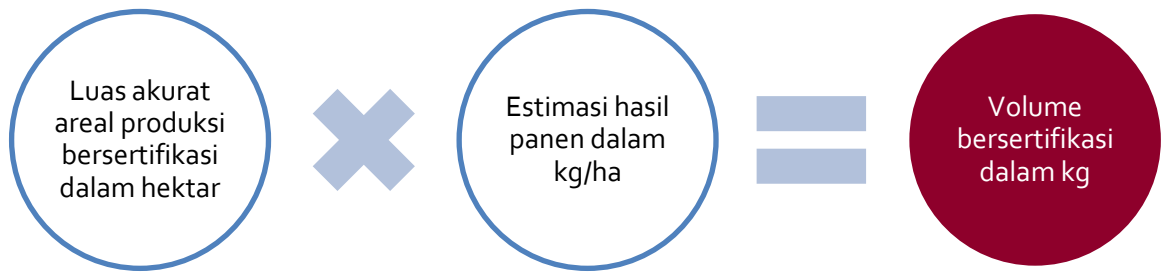 Luas akurat
areal produksi
bersertifikasi
dalam hektar
Estimasi hasil
panen dalam
kg/ha
Volume
bersertifikasi
dalam kg